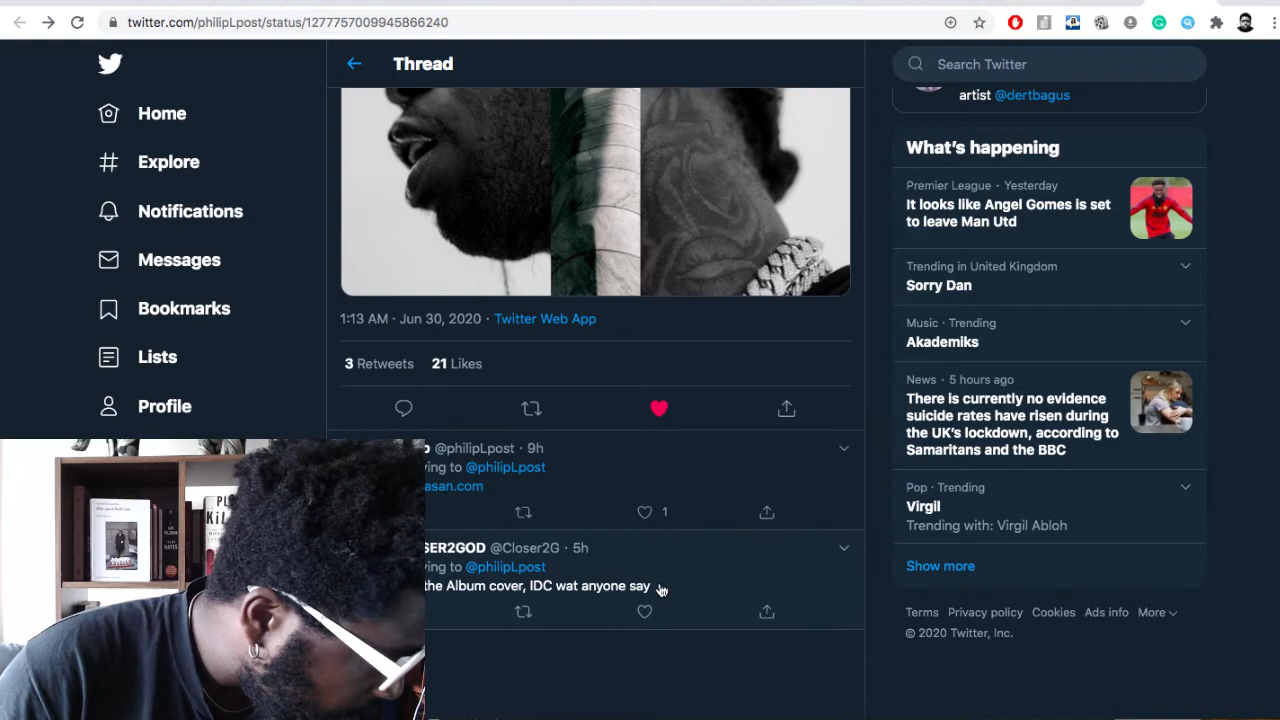 twitter.com/philipLpost/status/1277757009945866240
Home
Explore
Notifications
Messages
Bookmarks
Lists
Profile
Thread
1:13 AM · Jun 30, 2020 · Twitter Web App
3 Retweets 21 Likes
@philipLpost · 9h
ying to @philipLpost
asan.com
1
SER2GOD @Closer2G · 5h
ying to @philipLpost
the Album cover, IDC wat anyone say
Search Twitter
artist @dertbagus
What's happening
Premier League · Yesterday
It looks like Angel Gomes is set
to leave Man Utd
Trending in United Kingdom
Sorry Dan
Music · Trending
Akademiks
News · 5 hours ago
There is currently no evidence
suicide rates have risen during
the UK's lockdown, according to
Samaritans and the BBC
Pop · Trending
Virgil
Trending with: Virgil Abloh
Show more
Terms Privacy policy Cookies Ads info More
© 2020 Twitter, Inc.